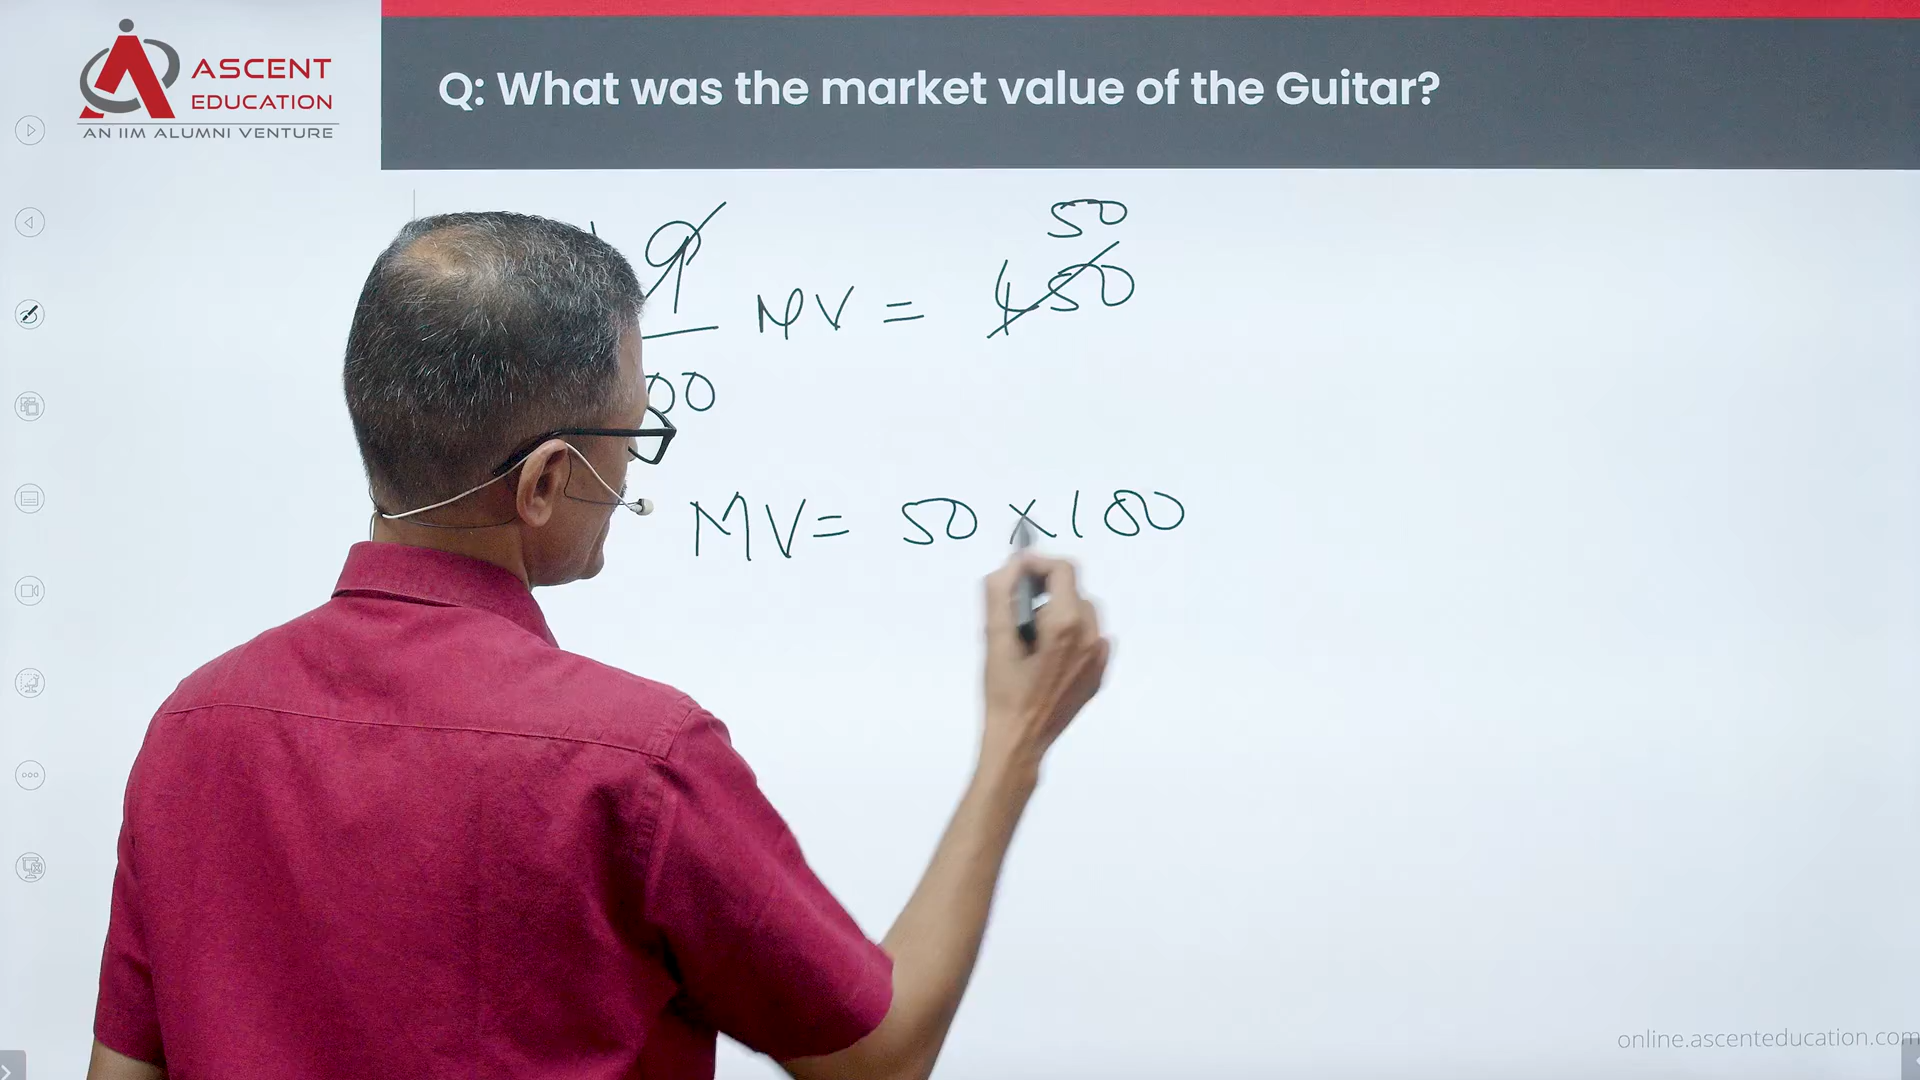 ASCENT
EDUCATION
AN IIM ALUMNI VENTURE
Q: What was the market value of the Guitar?
50
9 MV = 450
00
MV = 50 × 100
online.ascenteducation.com